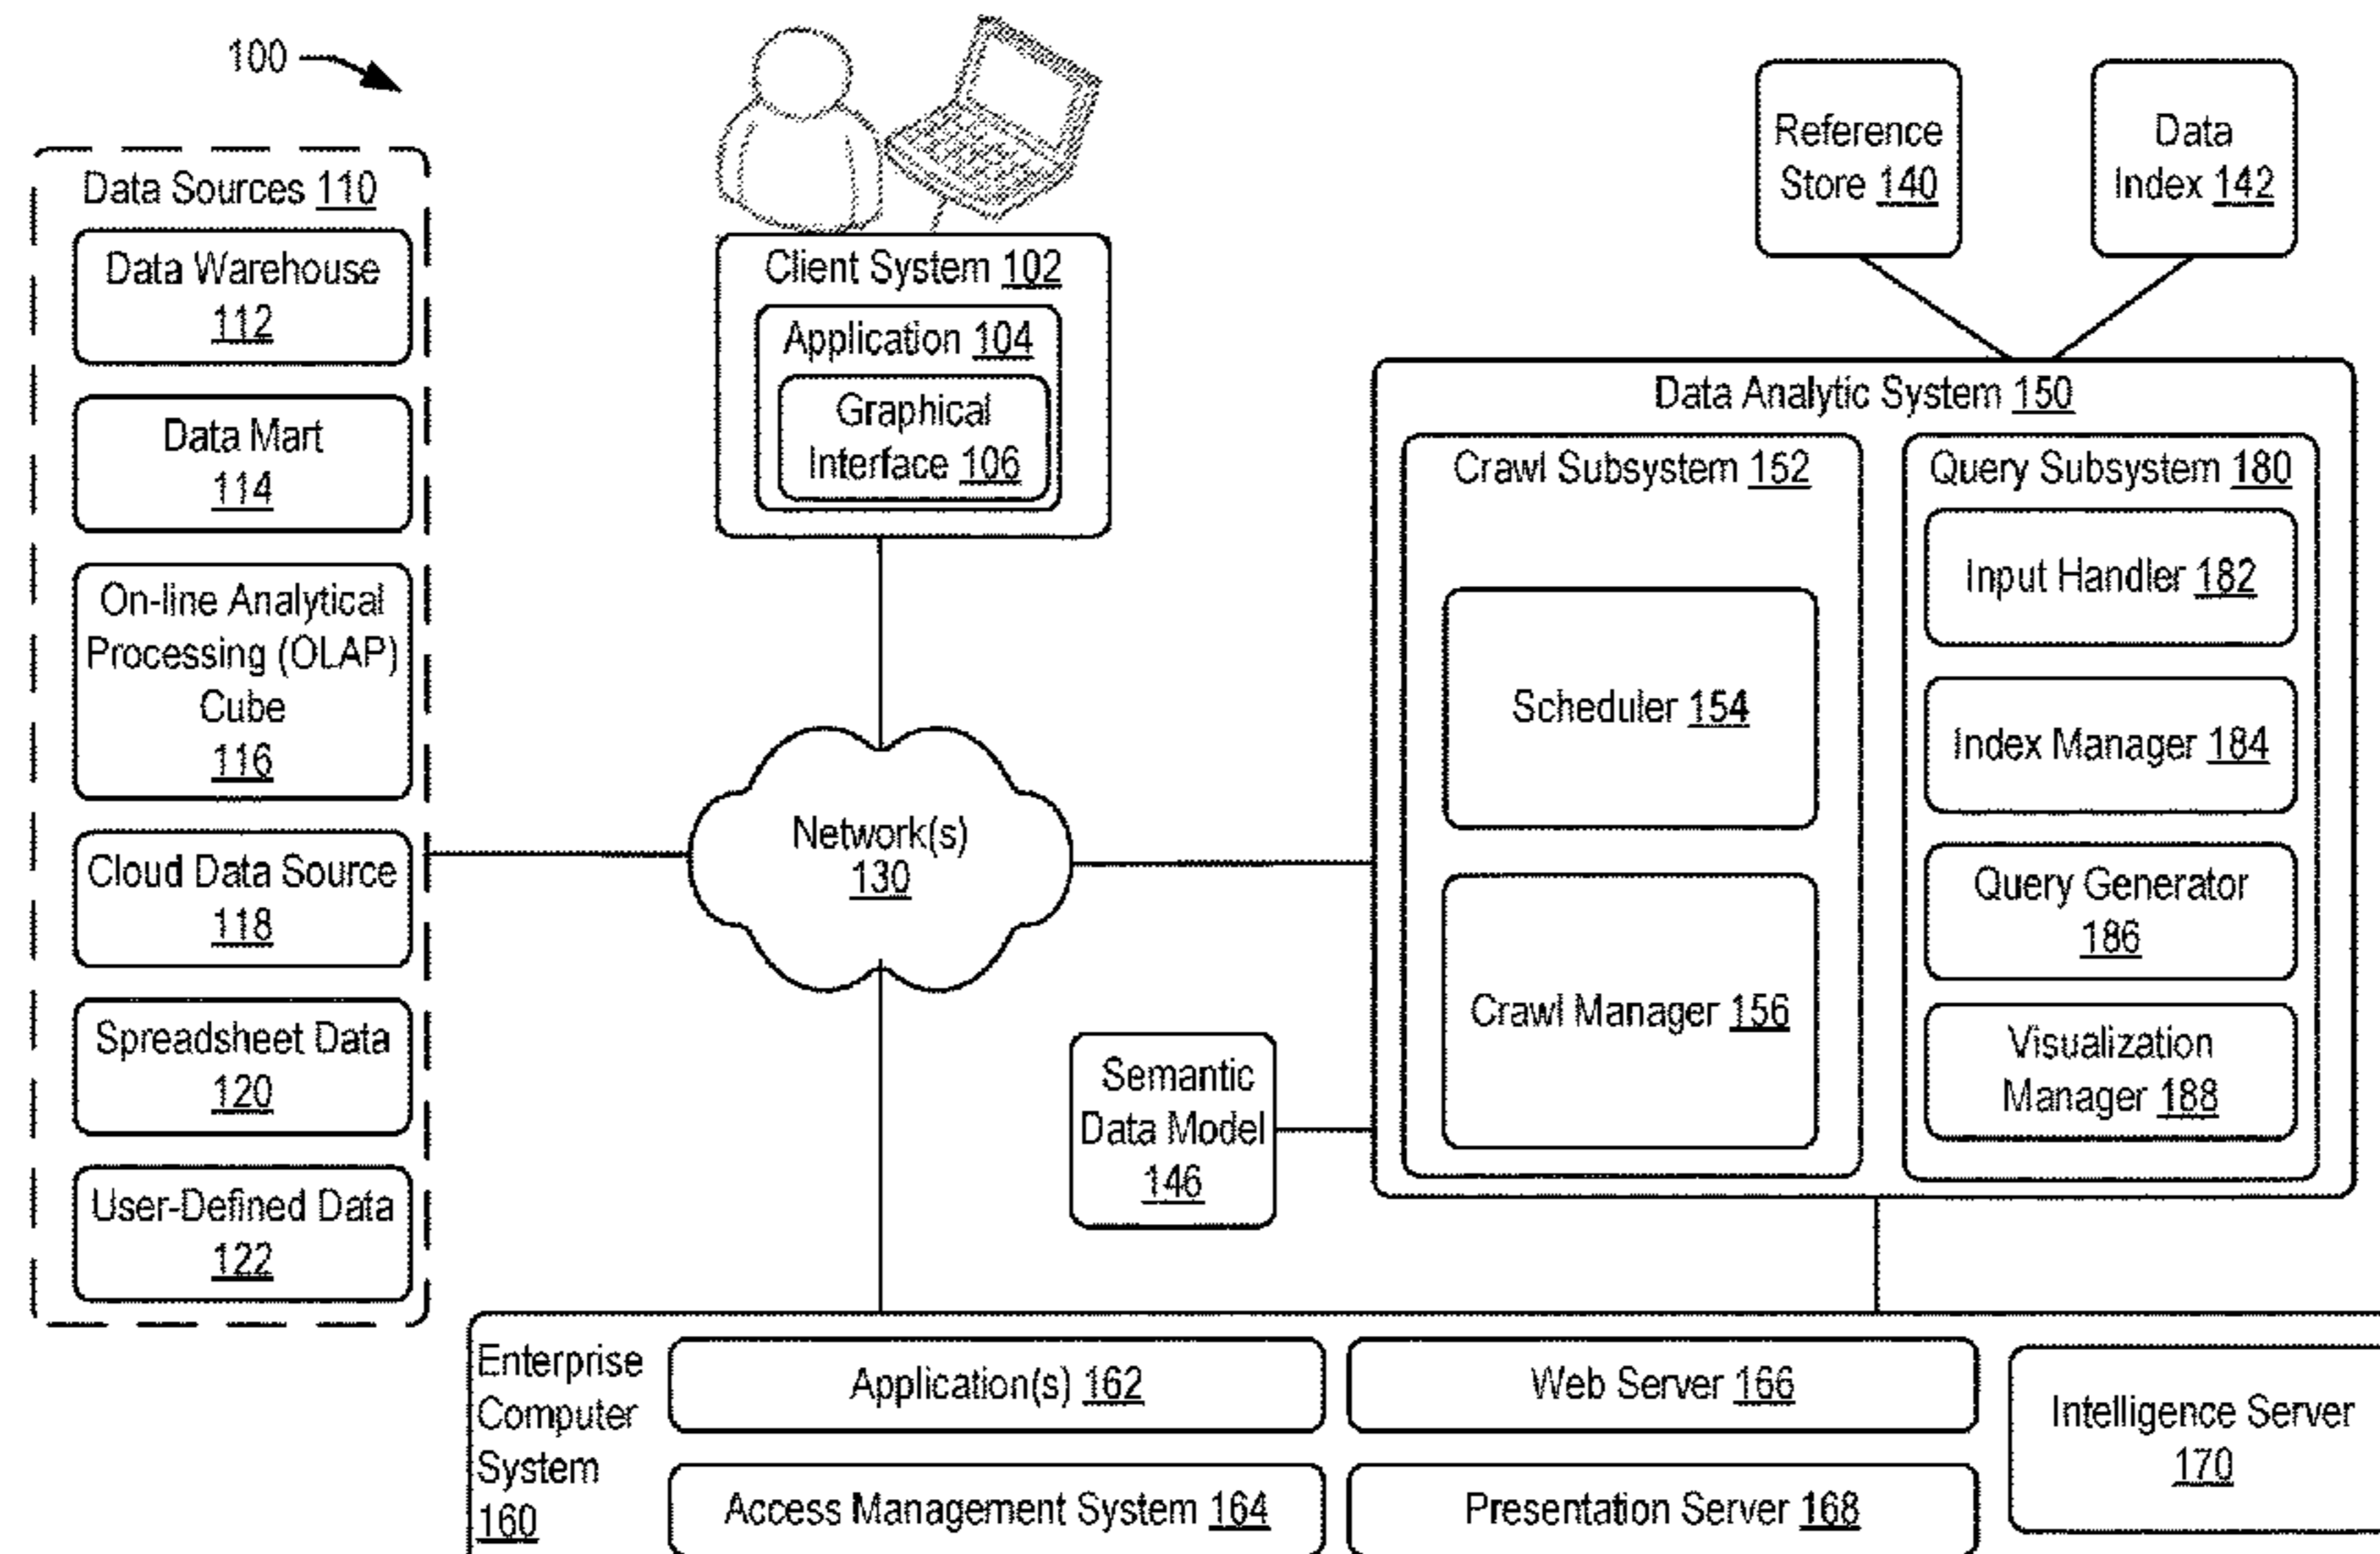 100
Data Sources 110
Data Warehouse
112
Data Mart
114
On-line Analytical
Processing (OLAP)
Cube
116
Cloud Data Source
118
Spreadsheet Data
120
User-Defined Data
122
Client System 102
Application 104
Graphical
Interface 106
Network(s)
130
Reference
Store 140
Data
Index 142
Data Analytic System 150
Crawl Subsystem 152
Scheduler 154
Crawl Manager 156
Query Subsystem 180
Input Handler 182
Index Manager 184
Query Generator
186
Visualization
Manager 188
Semantic
Data Model
146
Enterprise
Computer
System
160
Application(s) 162
Web Server 166
Access Management System 164
Presentation Server 168
Intelligence Server
170